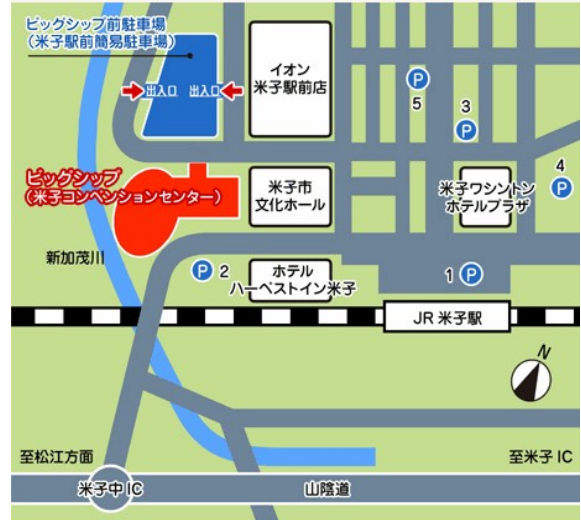 ビッグシップ前駐車場
(米子駅前簡易駐車場)
出入口 出入口
イオン
米子駅前店
P
5
3
P
4
P
ビッグシップ
(米子コンベンションセンター)
米子市
文化ホール
米子ワシントン
ホテルプラザ
新加茂川
P 2
ホテル
ハーベストイン米子
1 P
JR 米子駅
N
至松江方面
至米子 IC
米子中 IC
山陰道